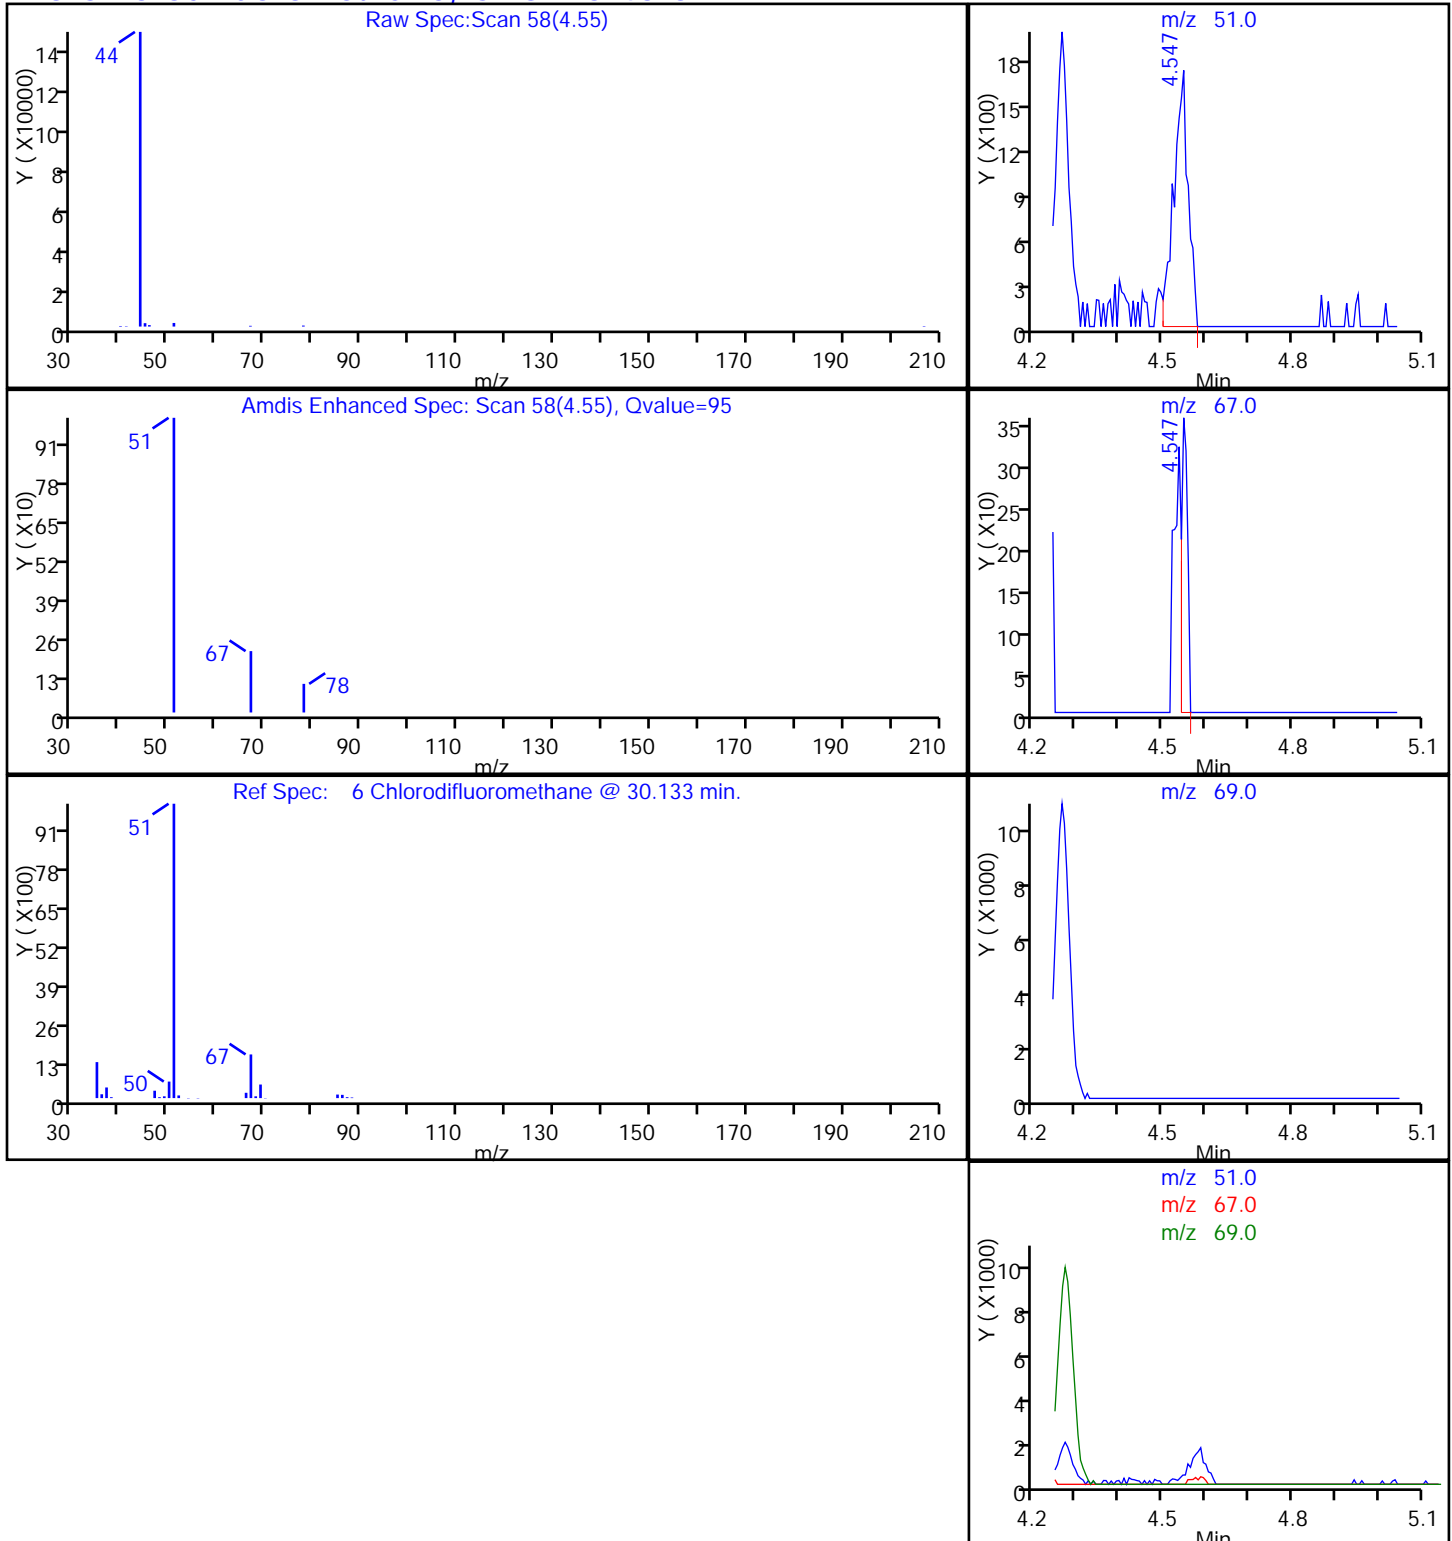 Raw Spec:Scan 58(4.55)
Y ( X10000)
14
12
10
8
6
4
2
0
44
30 50 70 90 110 130 150 170 190 210
m/z
m/z 51.0
Y ( X100)
18
15
12
9
6
3
0
4.547
4.2 4.5 4.8 5.1
Min
Amdis Enhanced Spec: Scan 58(4.55), Qvalue=95
Y ( X10)
91
78
65
52
39
26
13
0
51
67
78
30 50 70 90 110 130 150 170 190 210
m/z
m/z 67.0
Y ( X10)
35
30
25
20
15
10
5
0
4.547
4.2 4.5 4.8 5.1
Min
Ref Spec: 6 Chlorodifluoromethane @ 30.133 min.
Y ( X100)
91
78
65
52
39
26
13
0
51
50
67
30 50 70 90 110 130 150 170 190 210
m/z
m/z 69.0
Y ( X1000)
10
8
6
4
2
0
4.2 4.5 4.8 5.1
Min
m/z 51.0
m/z 67.0
m/z 69.0
Y ( X1000)
10
8
6
4
2
0
4.2 4.5 4.8 5.1
Min